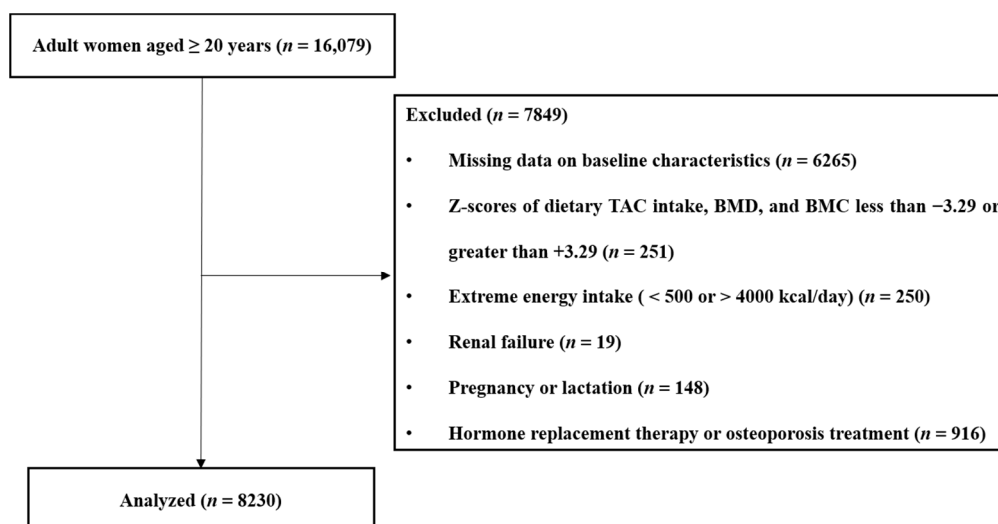 Adult women aged ≥ 20 years (n = 16,079)
Excluded (n = 7849)
• Missing data on baseline characteristics (n = 6265)
• Z-scores of dietary TAC intake, BMD, and BMC less than −3.29 or
greater than +3.29 (n = 251)
• Extreme energy intake ( < 500 or > 4000 kcal/day) (n = 250)
• Renal failure (n = 19)
• Pregnancy or lactation (n = 148)
• Hormone replacement therapy or osteoporosis treatment (n = 916)
Analyzed (n = 8230)